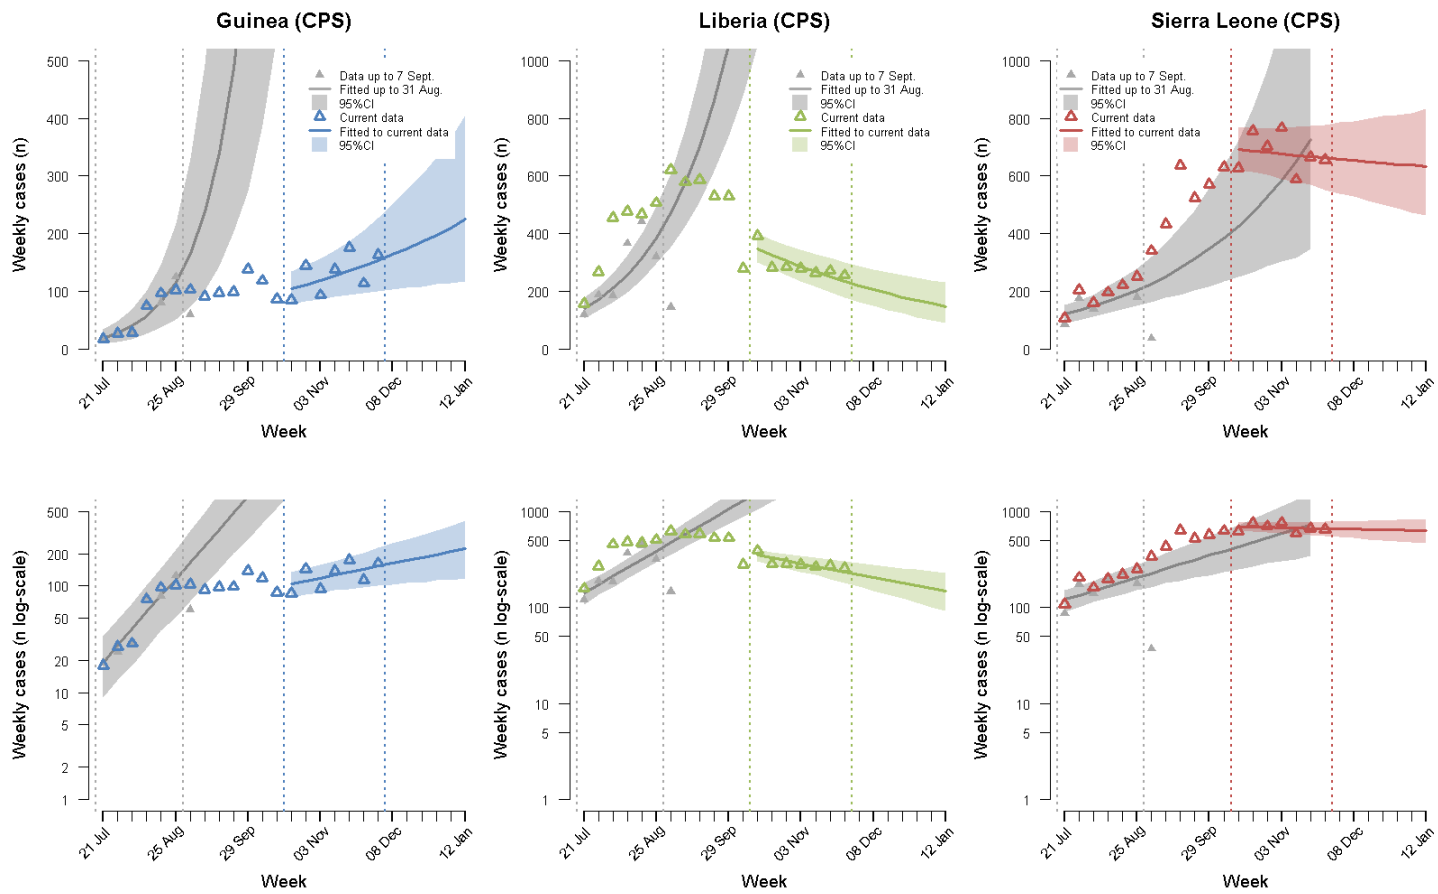 Guinea (CPS)
Weekly cases (n)
500
400
300
200
100
0
Data up to 7 Sept.
Fitted up to 31 Aug.
95%CI
Current data
Fitted to current data
95%CI
21 Jul
25 Aug
29 Sep
03 Nov
08 Dec
12 Jan
Week
Liberia (CPS)
Weekly cases (n)
1000
800
600
400
200
0
Data up to 7 Sept.
Fitted up to 31 Aug.
95%CI
Current data
Fitted to current data
95%CI
21 Jul
25 Aug
29 Sep
03 Nov
08 Dec
12 Jan
Week
Sierra Leone (CPS)
Weekly cases (n)
1000
800
600
400
200
0
Data up to 7 Sept.
Fitted up to 31 Aug.
95%CI
Current data
Fitted to current data
95%CI
21 Jul
25 Aug
29 Sep
03 Nov
08 Dec
12 Jan
Week
Weekly cases (n log-scale)
500
200
100
50
20
10
5
2
1
21 Jul
25 Aug
29 Sep
03 Nov
08 Dec
12 Jan
Week
Weekly cases (n log-scale)
1000
500
100
50
10
5
1
21 Jul
25 Aug
29 Sep
03 Nov
08 Dec
12 Jan
Week
Weekly cases (n log-scale)
1000
500
100
50
10
5
1
21 Jul
25 Aug
29 Sep
03 Nov
08 Dec
12 Jan
Week